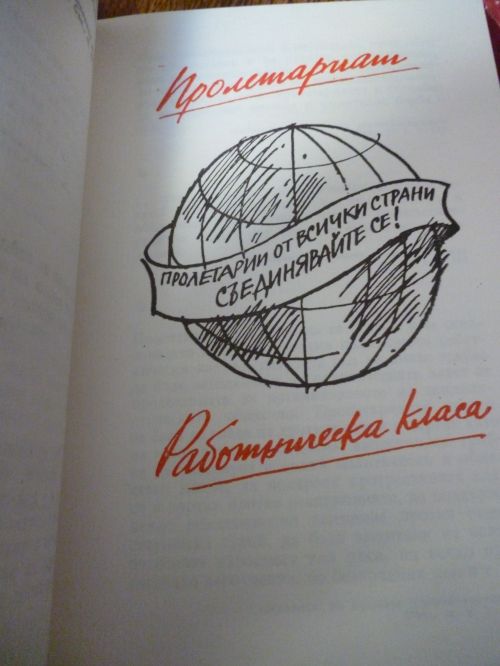 Пролетариат
ПРОЛЕТАРИИ ОТ ВСИЧКИ СТРАНИ
СЪЕДИНЯВАЙТЕ СЕ!
Работническа класа